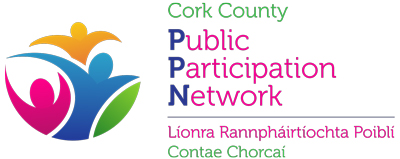 Cork County
Public
Participation
Network
Líonra Rannpháirtíochta Poiblí
Contae Chorcaí